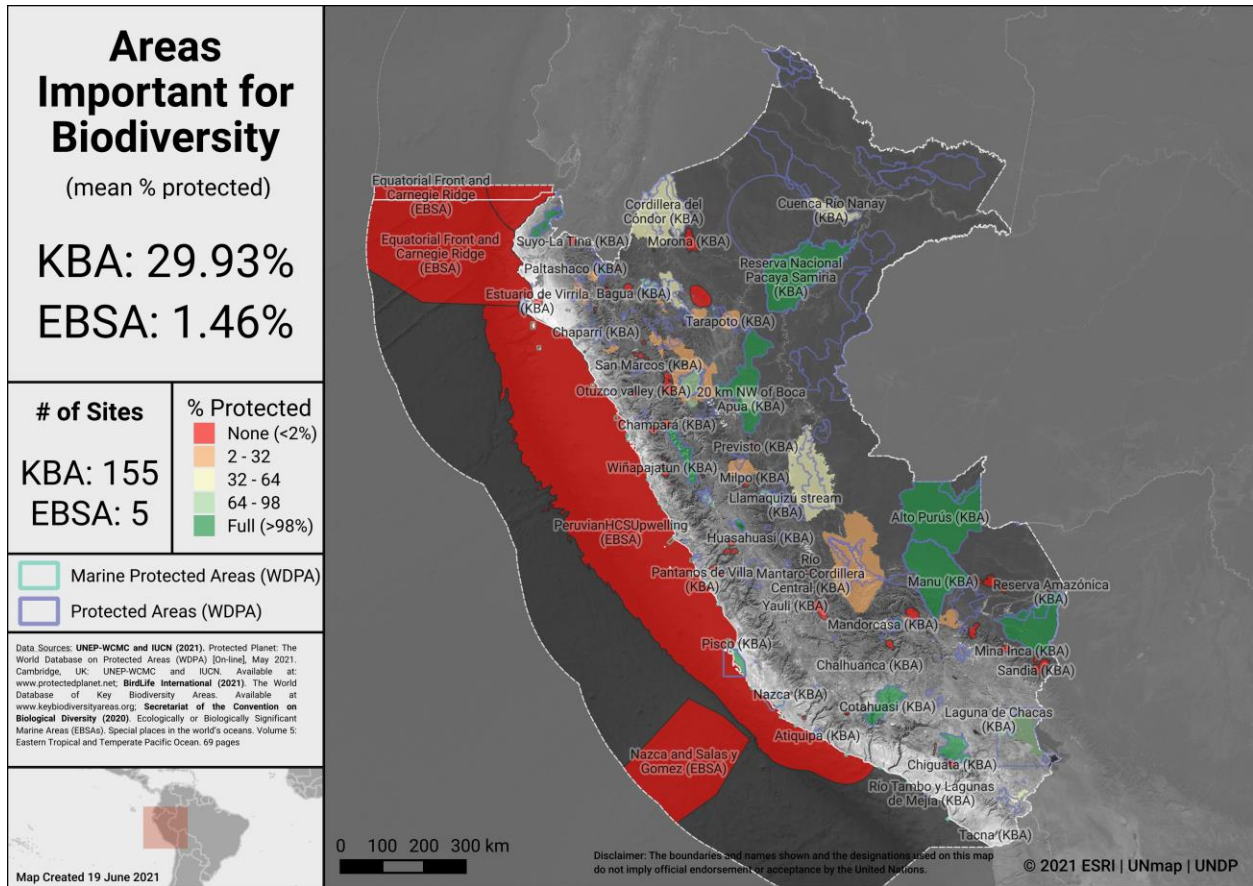 Areas
Important for
Biodiversity
(mean % protected)
KBA: 29.93%
EBSA: 1.46%
# of Sites
KBA: 155
EBSA: 5
% Protected
None (<2%)
2 - 32
32 - 64
64 - 98
Full (>98%)
Marine Protected Areas (WDPA)
Protected Areas (WDPA)
Data Sources: UNEP-WCMC and IUCN (2021). Protected Planet: The
World Database on Protected Areas (WDPA) [On-line], May 2021.
Cambridge, UK: UNEP-WCMC and IUCN. Available at:
www.protectedplanet.net; BirdLife International (2021). The World
Database of Key Biodiversity Areas. Available at
www.keybiodiversityareas.org; Secretariat of the Convention on
Biological Diversity (2020). Ecologically or Biologically Significant
Marine Areas (EBSAs). Special places in the world's oceans. Volume 5:
Eastern Tropical and Temperate Pacific Ocean. 69 pages
Map Created 19 June 2021
Equatorial Front and
Carnegie Ridge
(EBSA)
Equatorial Front and
Carnegie Ridge
(EBSA)
Cordillera del
Cóndor (KBA)
Cuenca Río Nanay
(KBA)
Suyo-La Tina (KBA)
Morona (KBA)
Paltashaco (KBA)
Reserva Nacional
Pacaya Samiria
(KBA)
Estuario de Virrila
(KBA)
Bagua (KBA)
Tarapoto (KBA)
Chaparrí (KBA)
San Marcos (KBA)
Otuzco valley (KBA)
20 km NW of Boca
Apua (KBA)
Champará (KBA)
Previsto (KBA)
Wiñapajatun (KBA)
Milpo (KBA)
Llamaquizú stream
(KBA)
Alto Purús (KBA)
PeruvianHCSUpwelling
(EBSA)
Huasahuasi (KBA)
Pantanos de Villa
(KBA)
Río
Mantaro-Cordillera
Central (KBA)
Manu (KBA)
Reserva Amazónica
(KBA)
Yauli (KBA)
Mandorcasa (KBA)
Pisco (KBA)
Chalhuanca (KBA)
Mina Inca (KBA)
Sandia (KBA)
Nazca (KBA)
Cotahuasi (KBA)
Laguna de Chacas
(KBA)
Atiquipa (KBA)
Nazca and Salas y
Gomez (EBSA)
Chiguata (KBA)
Río Tambo y Lagunas
de Mejía (KBA)
Tacna (KBA)
0 100 200 300 km
Disclaimer: The boundaries and names shown and the designations used on this map
do not imply official endorsement or acceptance by the United Nations.
© 2021 ESRI | UNmap | UNDP